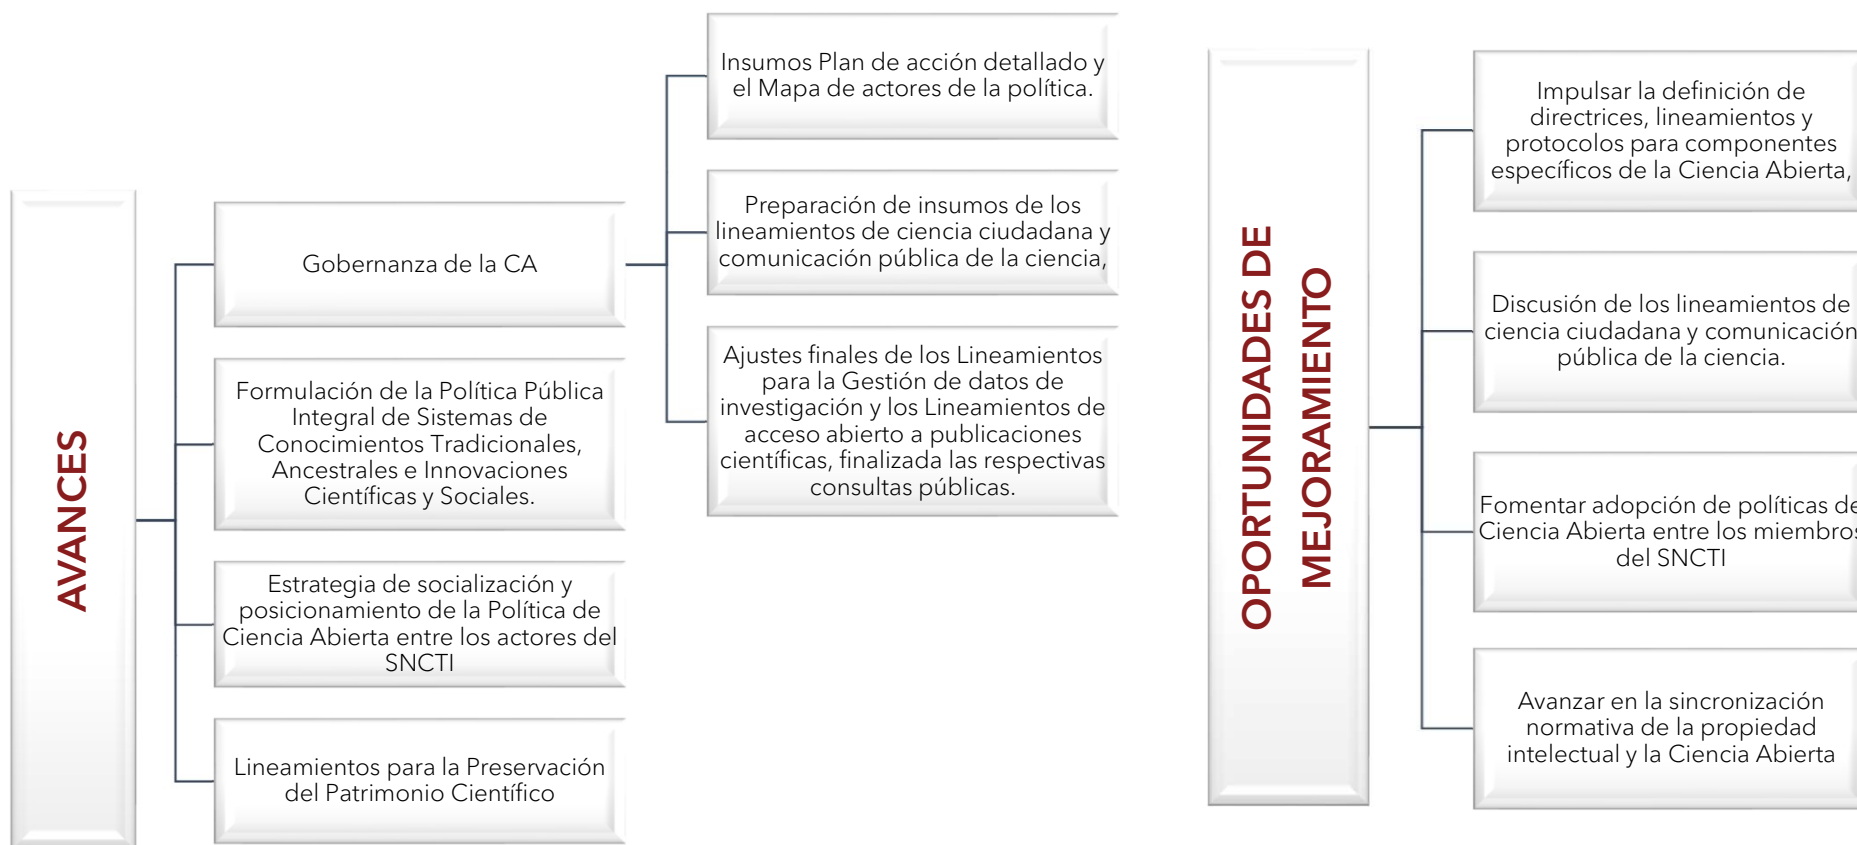 AVANCES
Gobernanza de la CA
Insumos Plan de acción detallado y
el Mapa de actores de la política.
Preparación de insumos de los
lineamientos de ciencia ciudadana y
comunicación pública de la ciencia,
Ajustes finales de los Lineamientos
para la Gestión de datos de
investigación y los Lineamientos de
acceso abierto a publicaciones
científicas, finalizada las respectivas
consultas públicas.
Formulación de la Política Pública
Integral de Sistemas de
Conocimientos Tradicionales,
Ancestrales e Innovaciones
Científicas y Sociales.
Estrategia de socialización y
posicionamiento de la Política de
Ciencia Abierta entre los actores del
SNCTI
Lineamientos para la Preservación
del Patrimonio Científico
OPORTUNIDADES DE
MEJORAMIENTO
Impulsar la definición de
directrices, lineamientos y
protocolos para componentes
específicos de la Ciencia Abierta,
Discusión de los lineamientos de
ciencia ciudadana y comunicación
pública de la ciencia.
Fomentar adopción de políticas de
Ciencia Abierta entre los miembros
del SNCTI
Avanzar en la sincronización
normativa de la propiedad
intelectual y la Ciencia Abierta